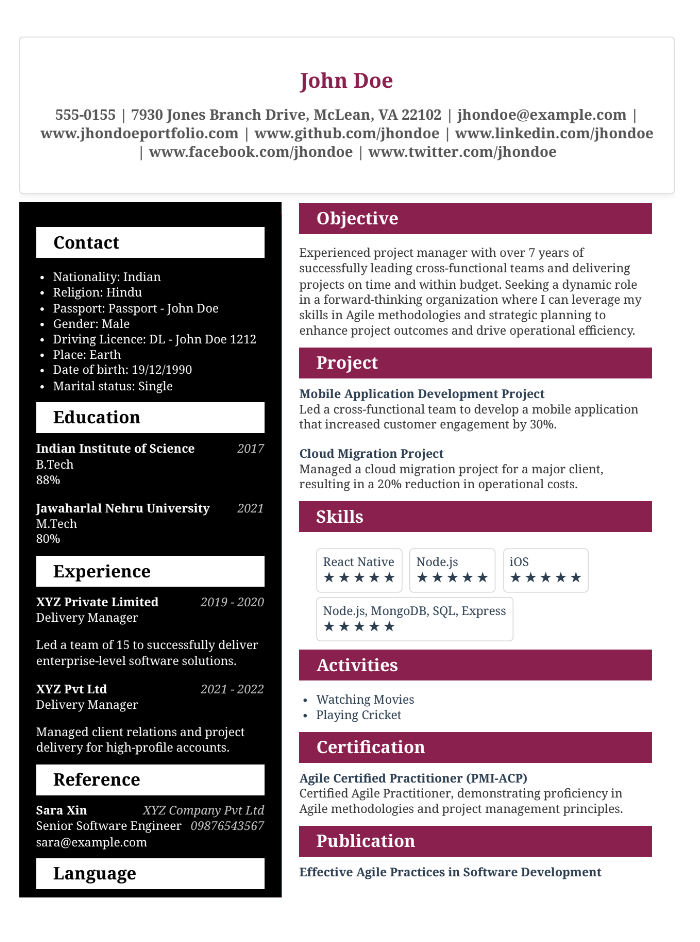 John Doe
555-0155 | 7930 Jones Branch Drive, McLean, VA 22102 | jhondoe@example.com |
www.jhondoeportfolio.com | www.github.com/jhondoe | www.linkedin.com/jhondoe
| www.facebook.com/jhondoe | www.twitter.com/jhondoe
Contact
• Nationality: Indian
• Religion: Hindu
• Passport: Passport - John Doe
• Gender: Male
• Driving Licence: DL - John Doe 1212
• Place: Earth
• Date of birth: 19/12/1990
• Marital status: Single
Education
Indian Institute of Science 2017
B.Tech
88%
Jawaharlal Nehru University 2021
M.Tech
80%
Experience
XYZ Private Limited 2019 - 2020
Delivery Manager
Led a team of 15 to successfully deliver
enterprise-level software solutions.
XYZ Pvt Ltd 2021 - 2022
Delivery Manager
Managed client relations and project
delivery for high-profile accounts.
Reference
Sara Xin XYZ Company Pvt Ltd
Senior Software Engineer 09876543567
sara@example.com
Language
Objective
Experienced project manager with over 7 years of
successfully leading cross-functional teams and delivering
projects on time and within budget. Seeking a dynamic role
in a forward-thinking organization where I can leverage my
skills in Agile methodologies and strategic planning to
enhance project outcomes and drive operational efficiency.
Project
Mobile Application Development Project
Led a cross-functional team to develop a mobile application
that increased customer engagement by 30%.
Cloud Migration Project
Managed a cloud migration project for a major client,
resulting in a 20% reduction in operational costs.
Skills
React Native Node.js iOS
★★★★★ ★★★★★ ★★★★★
Node.js, MongoDB, SQL, Express
★★★★★
Activities
• Watching Movies
• Playing Cricket
Certification
Agile Certified Practitioner (PMI-ACP)
Certified Agile Practitioner, demonstrating proficiency in
Agile methodologies and project management principles.
Publication
Effective Agile Practices in Software Development